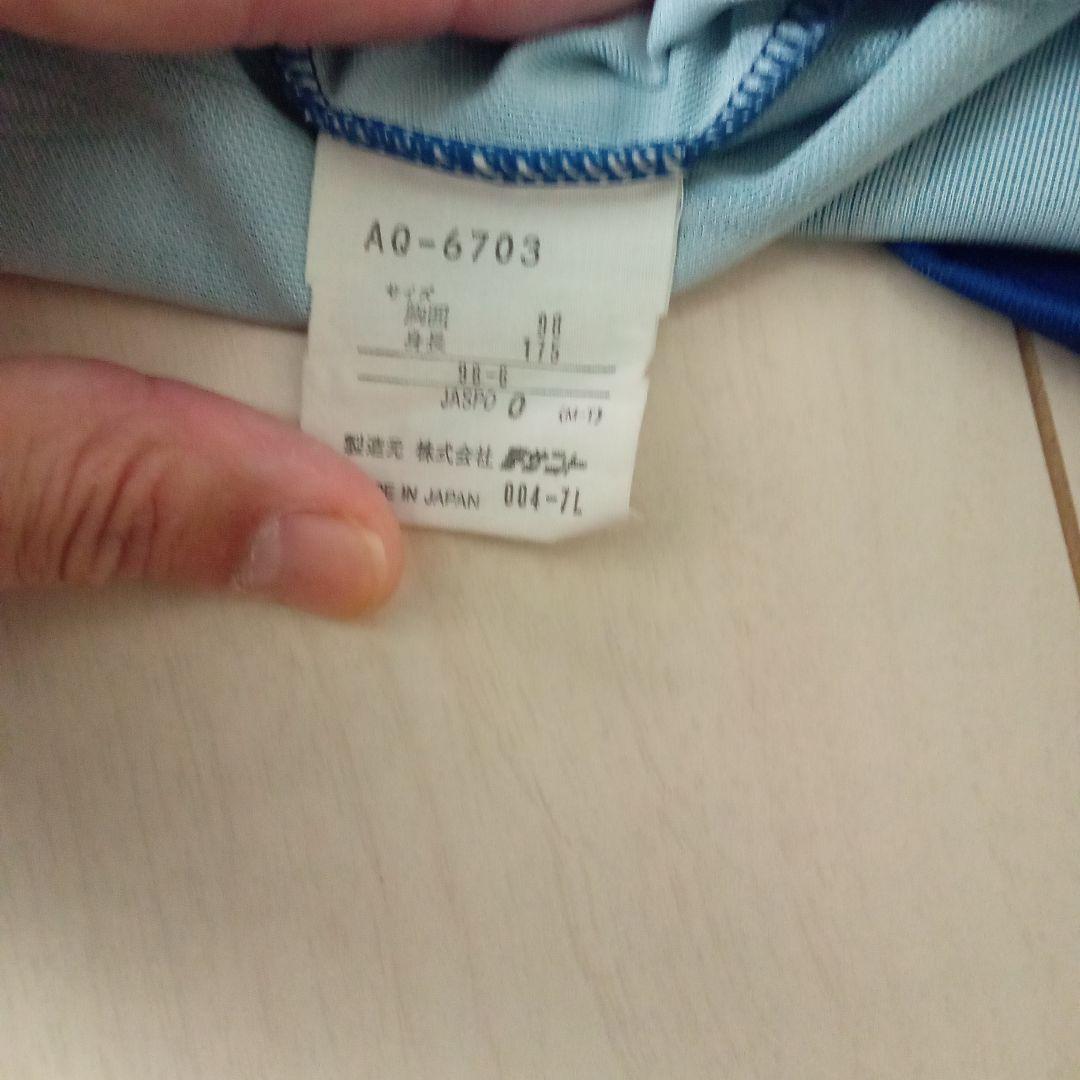 AQ-6703
サイズ
胸囲 98
身長 175
98-6
JASPO O (M-1)
製造元 株式会社 デサント
E IN JAPAN 004-7L